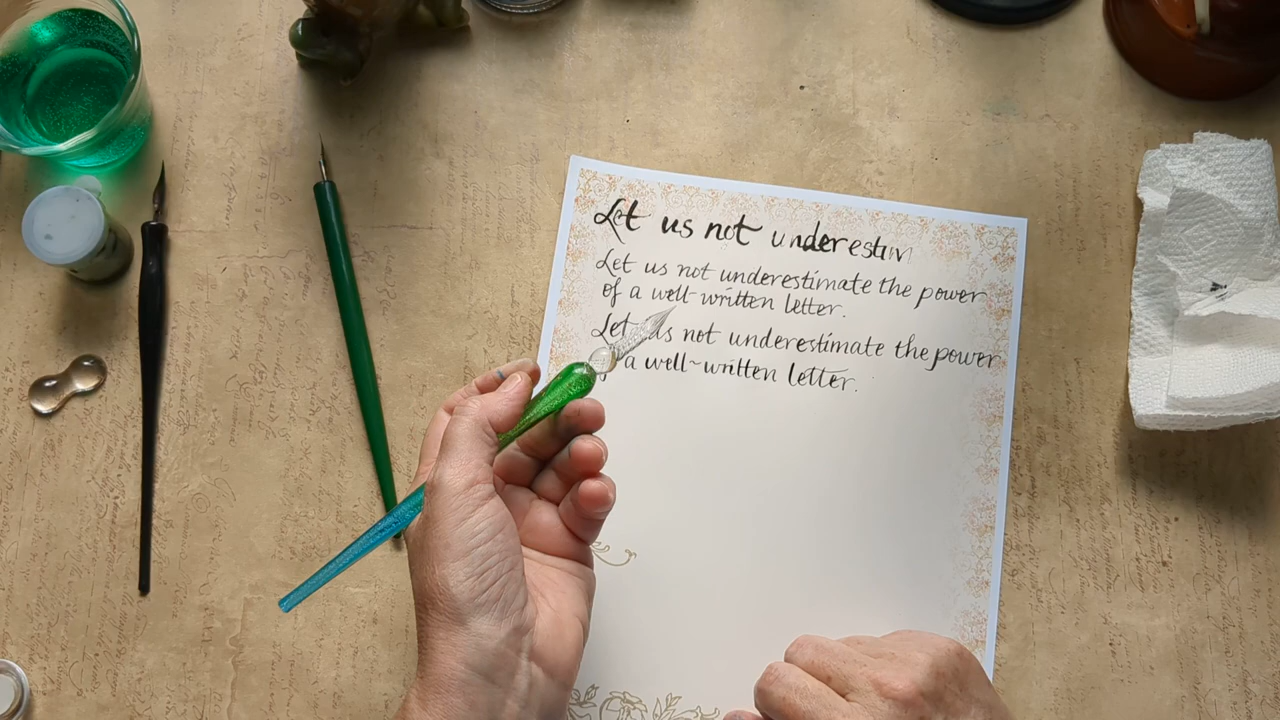 Let us not underestim
Let us not underestimate the power
of a well-written letter.
Let us not underestimate the power
a well~written letter.